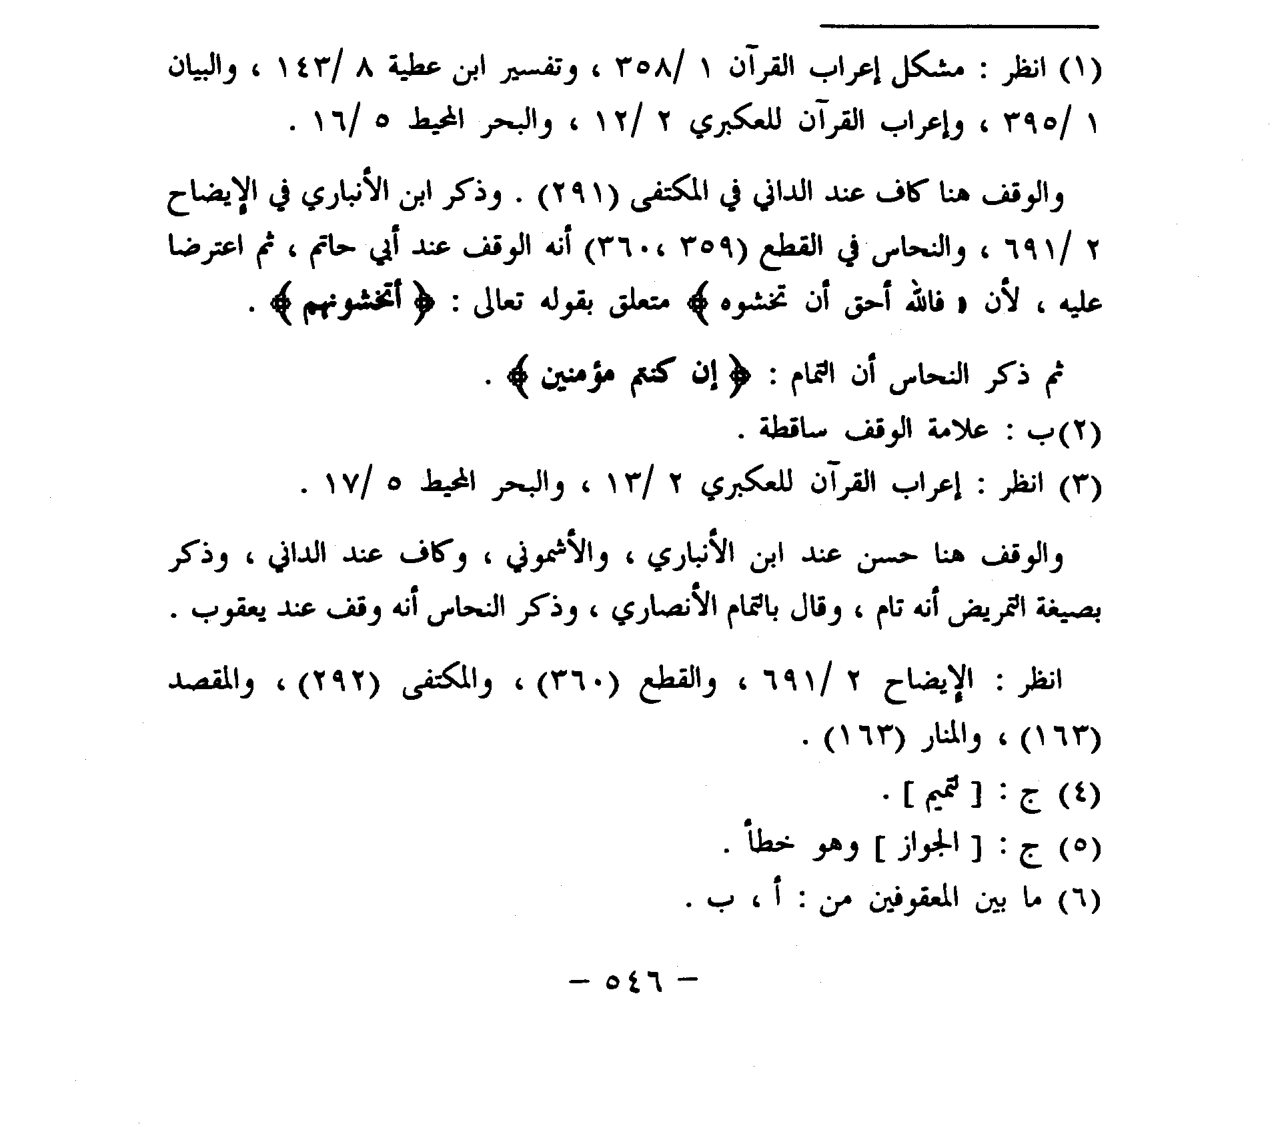 (١) انظر : مشكل إعراب القرآن ١ /٣٥٨ ، وتفسير ابن عطية ٨ /١٤٣ ، والبيان
١ /٣٩٥ ، وإعراب القرآن للعكبري ٢ /١٢ ، والبحر المحيط ٥ /١٦ .
والوقف هنا كاف عند الداني في المكتفى (٢٩١) . وذكر ابن الأنباري في الإيضاح
٢ /٦٩١ ، والنحاس في القطع (٣٥٩ ،٣٦٠) أنه الوقف عند أبي حاتم ، ثم اعترضا
عليه ، لأن « فالله أحق أن تخشوه ﴾ متعلق بقوله تعالى : ﴿ أتخشونهم ﴾ .
ثم ذكر النحاس أن التمام : ﴿ إن كنتم مؤمنين ﴾ .
(٢)ب : علامة الوقف ساقطة .
(٣) انظر : إعراب القرآن للعكبري ٢ /١٣ ، والبحر المحيط ٥ /١٧ .
والوقف هنا حسن عند ابن الأنباري ، والأشموني ، وكاف عند الداني ، وذكر
بصيغة التمريض أنه تام ، وقال بالتمام الأنصاري ، وذكر النحاس أنه وقف عند يعقوب .
انظر : الإيضاح ٢ /٦٩١ ، والقطع (٣٦٠) ، والمكتفى (٢٩٢) ، والمقصد
(١٦٣) ، والمنار (١٦٣) .
(٤) ج : [ لتميم ] .
(٥) ج : [ الجواز ] وهو خطأ .
(٦) ما بين المعقوفين من : أ ، ب .
– ٥٤٦ –